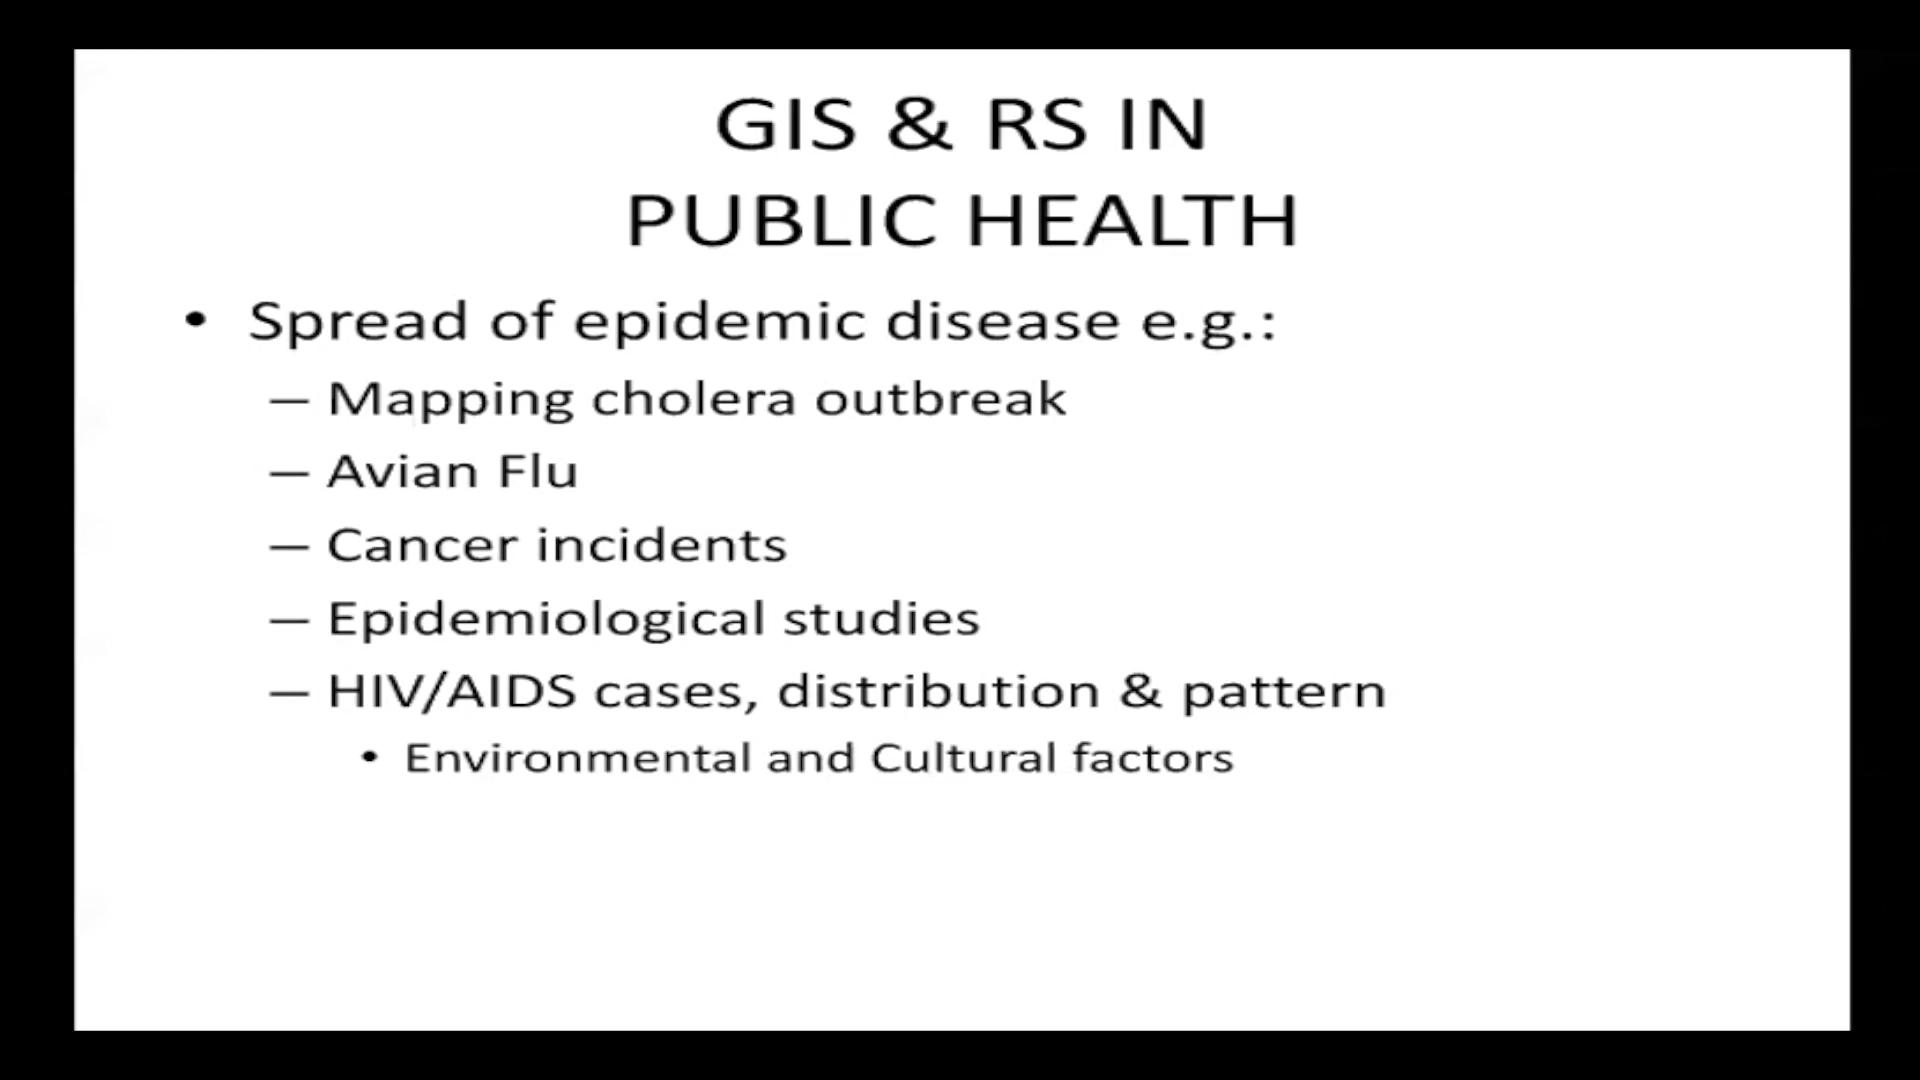 GIS & RS IN
PUBLIC HEALTH
• Spread of epidemic disease e.g.:
– Mapping cholera outbreak
– Avian Flu
– Cancer incidents
– Epidemiological studies
– HIV/AIDS cases, distribution & pattern
• Environmental and Cultural factors